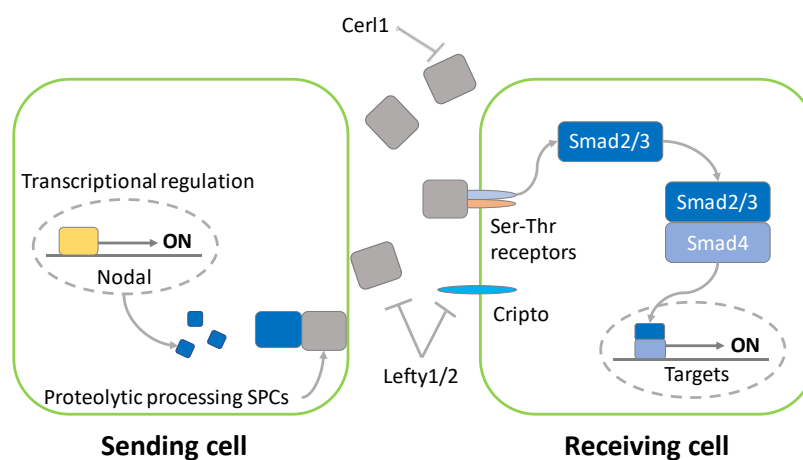 Cerl1
Transcriptional regulation
ON
Nodal
Proteolytic processing SPCs
Sending cell
Lefty1/2
Smad2/3
Smad2/3
Smad4
Ser-Thr
receptors
Cripto
ON
Targets
Receiving cell